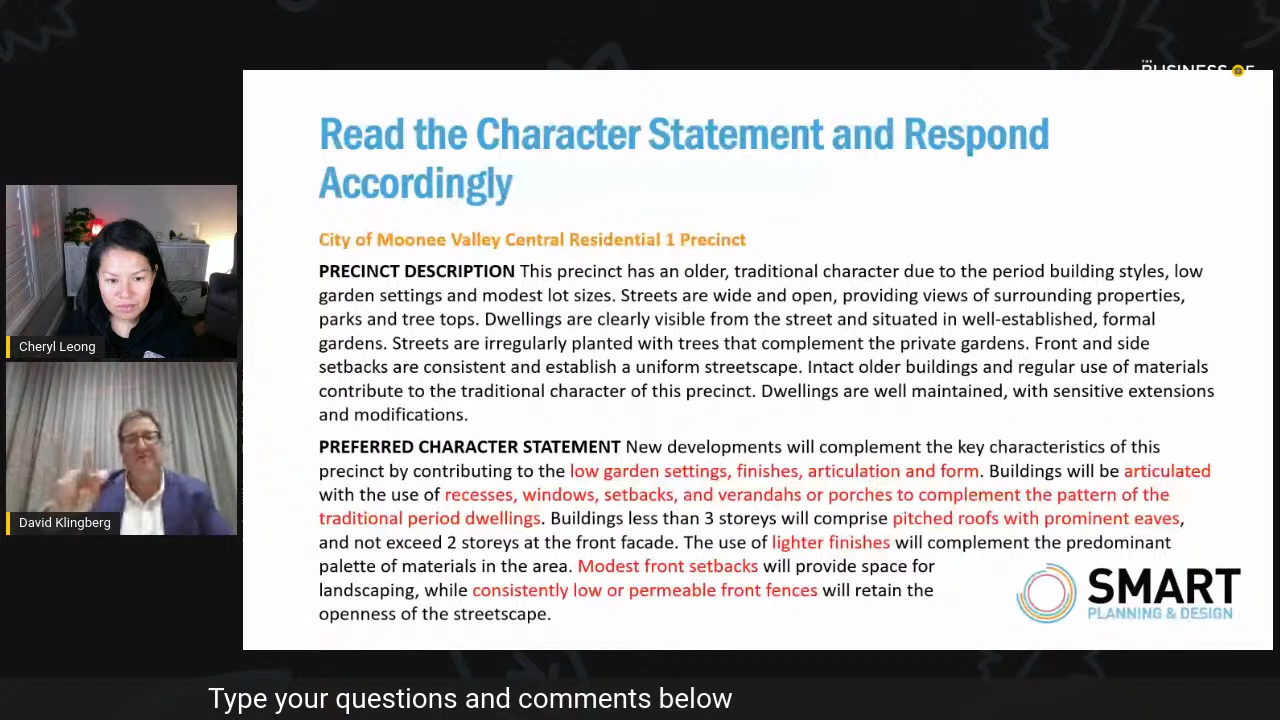 THE
BUSINESS OF
Read the Character Statement and Respond
Accordingly
City of Moonee Valley Central Residential 1 Precinct
PRECINCT DESCRIPTION This precinct has an older, traditional character due to the period building styles, low
garden settings and modest lot sizes. Streets are wide and open, providing views of surrounding properties,
parks and tree tops. Dwellings are clearly visible from the street and situated in well-established, formal
gardens. Streets are irregularly planted with trees that complement the private gardens. Front and side
setbacks are consistent and establish a uniform streetscape. Intact older buildings and regular use of materials
contribute to the traditional character of this precinct. Dwellings are well maintained, with sensitive extensions
and modifications.
PREFERRED CHARACTER STATEMENT New developments will complement the key characteristics of this
precinct by contributing to the low garden settings, finishes, articulation and form. Buildings will be articulated
with the use of recesses, windows, setbacks, and verandahs or porches to complement the pattern of the
traditional period dwellings. Buildings less than 3 storeys will comprise pitched roofs with prominent eaves,
and not exceed 2 storeys at the front facade. The use of lighter finishes will complement the predominant
palette of materials in the area. Modest front setbacks will provide space for
landscaping, while consistently low or permeable front fences will retain the
openness of the streetscape.
SMART
PLANNING & DESIGN
Cheryl Leong
David Klingberg
Type your questions and comments below